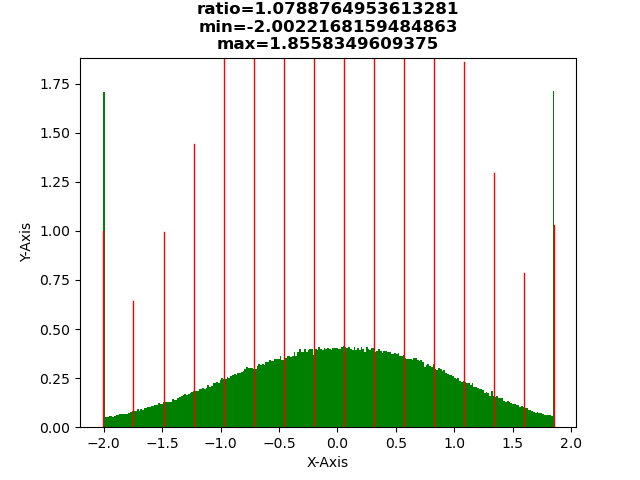 ratio=1.0788764953613281
min=-2.0022168159484863
max=1.8558349609375
1.75
1.50
1.25
1.00
0.75
0.50
0.25
0.00
Y-Axis
−2.0 −1.5 −1.0 −0.5 0.0 0.5 1.0 1.5 2.0
X-Axis